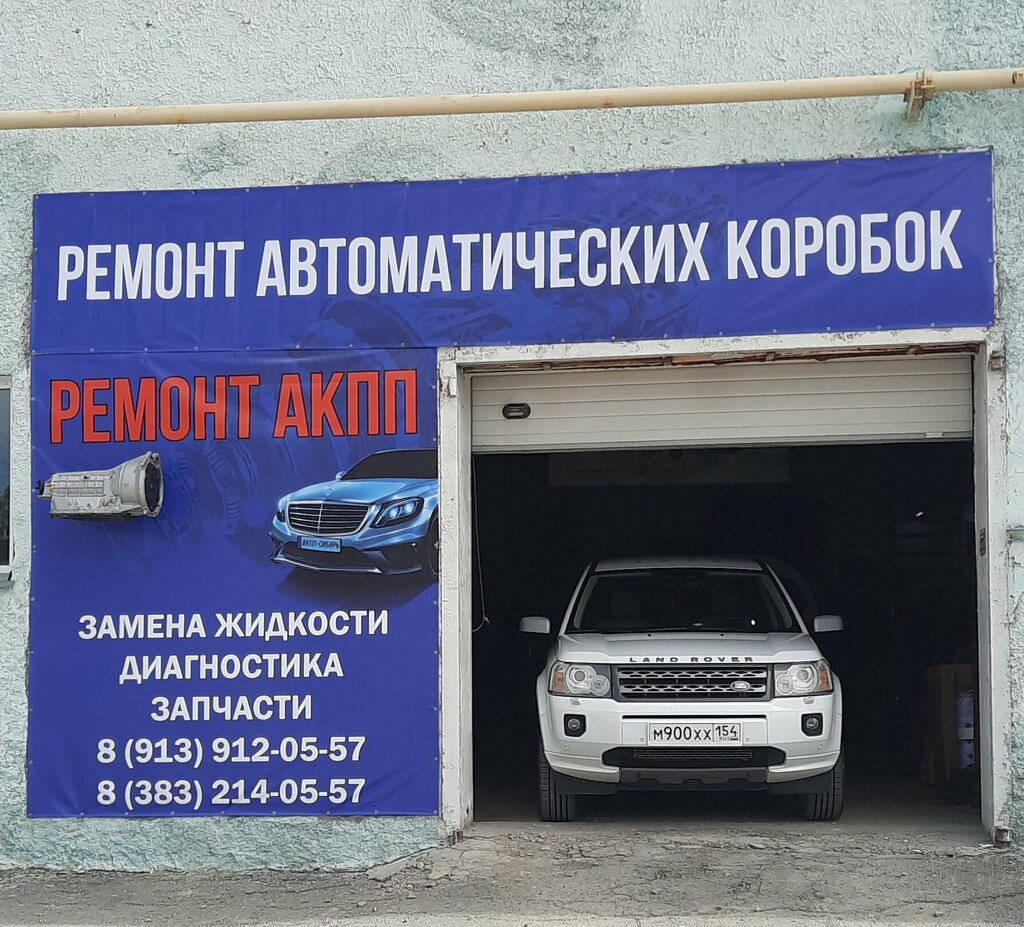 РЕМОНТ АВТОМАТИЧЕСКИХ КОРОБОК
РЕМОНТ АКПП
АКПП-СИБИРЬ
ЗАМЕНА ЖИДКОСТИ
ДИАГНОСТИКА
ЗАПЧАСТИ
8 (913) 912-05-57
8 (383) 214-05-57
LAND ROVER
М900ХХ 154
RUS